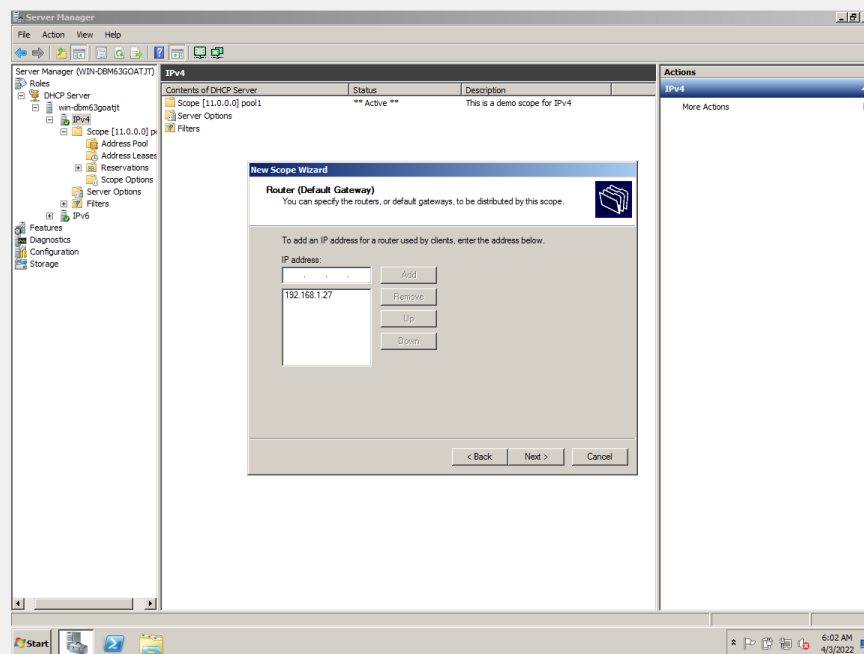 Server Manager
File Action View Help
Server Manager (WIN-DBM63GOATJT)
Roles
DHCP Server
win-dbm63goatjt
IPv4
Scope [11.0.0.0] p
Address Pool
Address Leases
Reservations
Scope Options
Server Options
Filters
IPv6
Features
Diagnostics
Configuration
Storage
IPv4
Contents of DHCP Server Status Description
Scope [11.0.0.0] pool1 ** Active ** This is a demo scope for IPv4
Server Options
Filters
New Scope Wizard
Router (Default Gateway)
You can specify the routers, or default gateways, to be distributed by this scope.
To add an IP address for a router used by clients, enter the address below.
IP address:
. . . Add
192.168.1.27 Remove
Up
Down
< Back Next > Cancel
Actions
IPv4
More Actions
Start
6:02 AM
4/3/2022